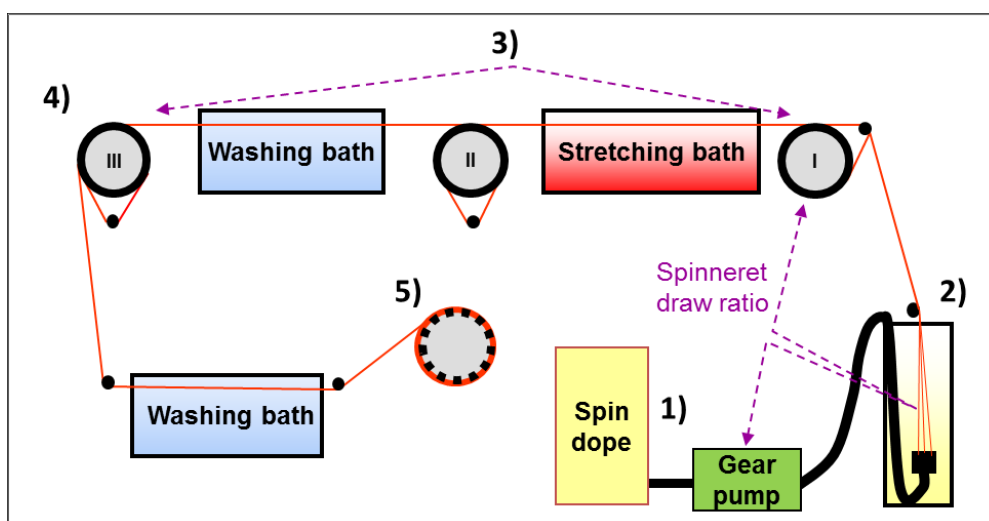 3)
4)
III
Washing bath
II
Stretching bath
I
Spinneret
draw ratio
2)
5)
Washing bath
Spin
dope
1)
Gear
pump